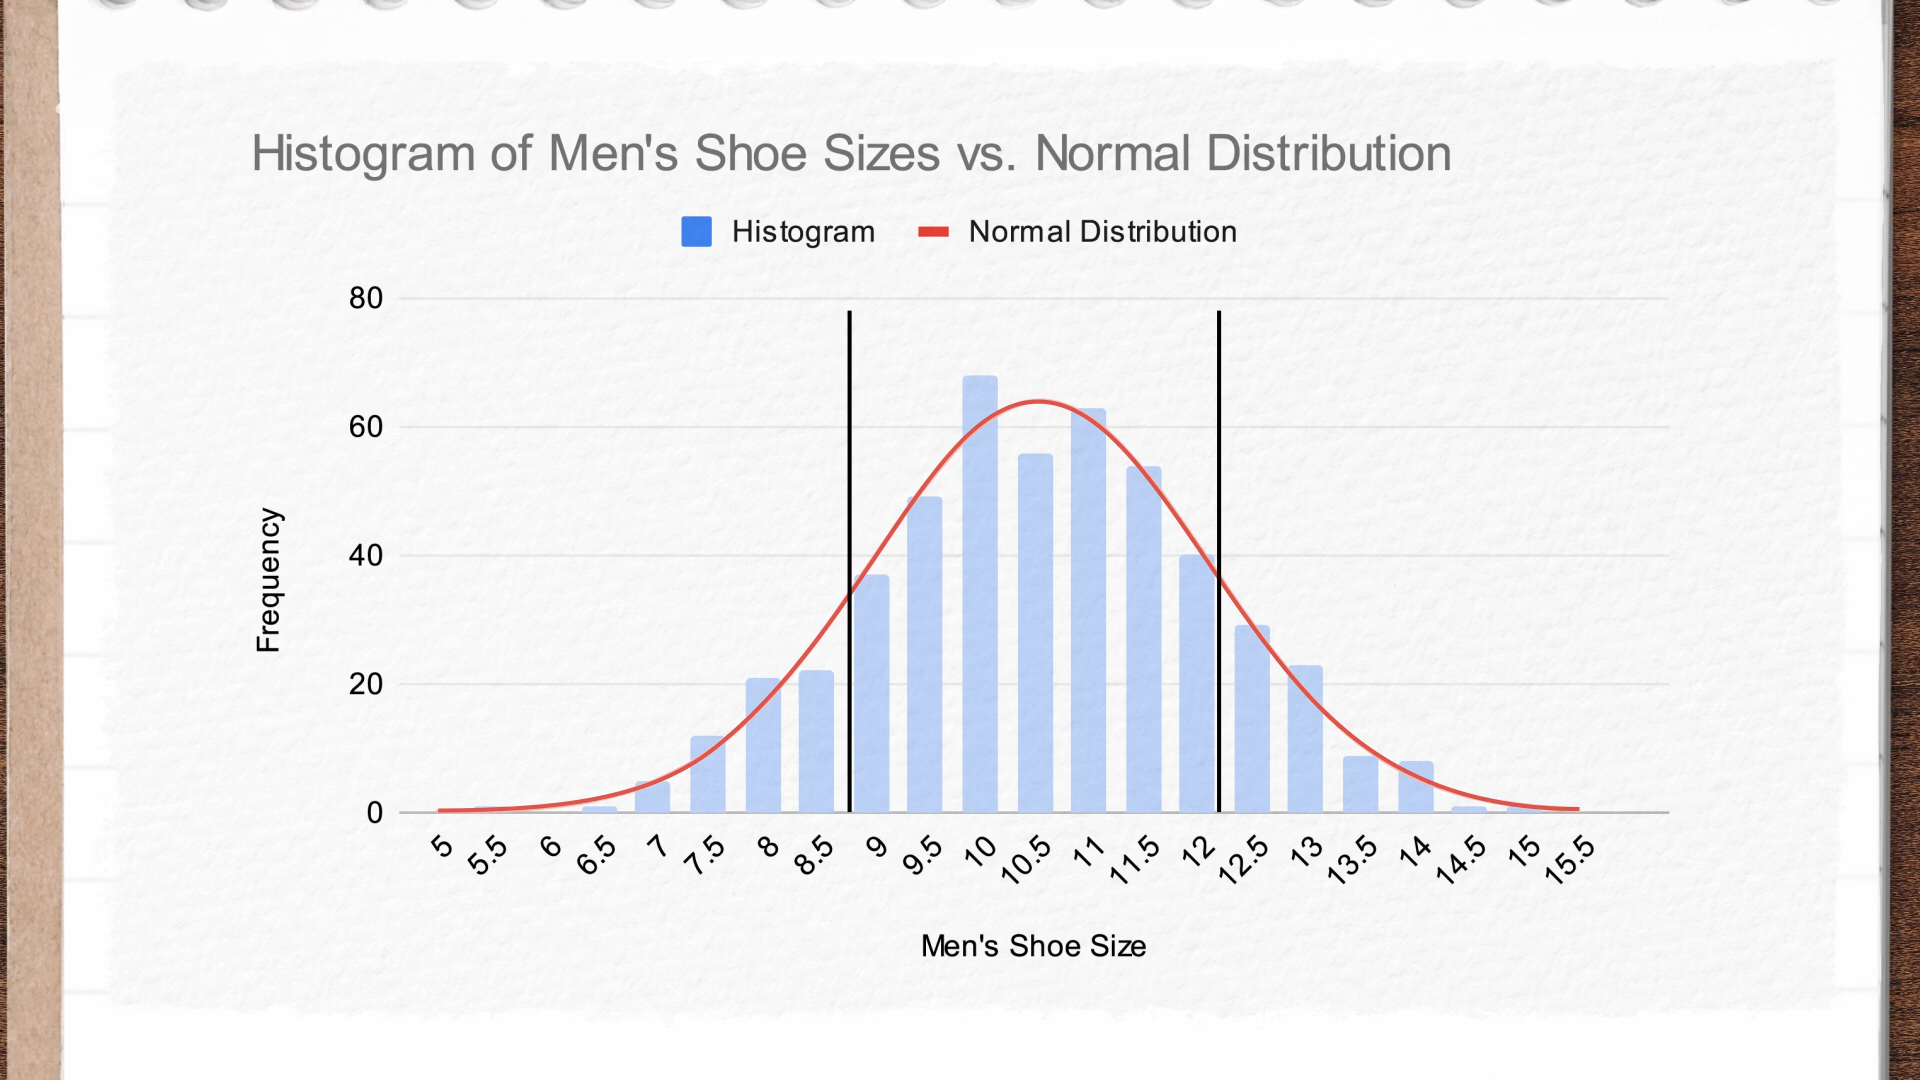 Histogram of Men's Shoe Sizes vs. Normal Distribution
Histogram Normal Distribution
80
60
40
20
0
Frequency
5 5.5 6 6.5 7 7.5 8 8.5 9 9.5 10 10.5 11 11.5 12 12.5 13 13.5 14 14.5 15 15.5
Men's Shoe Size